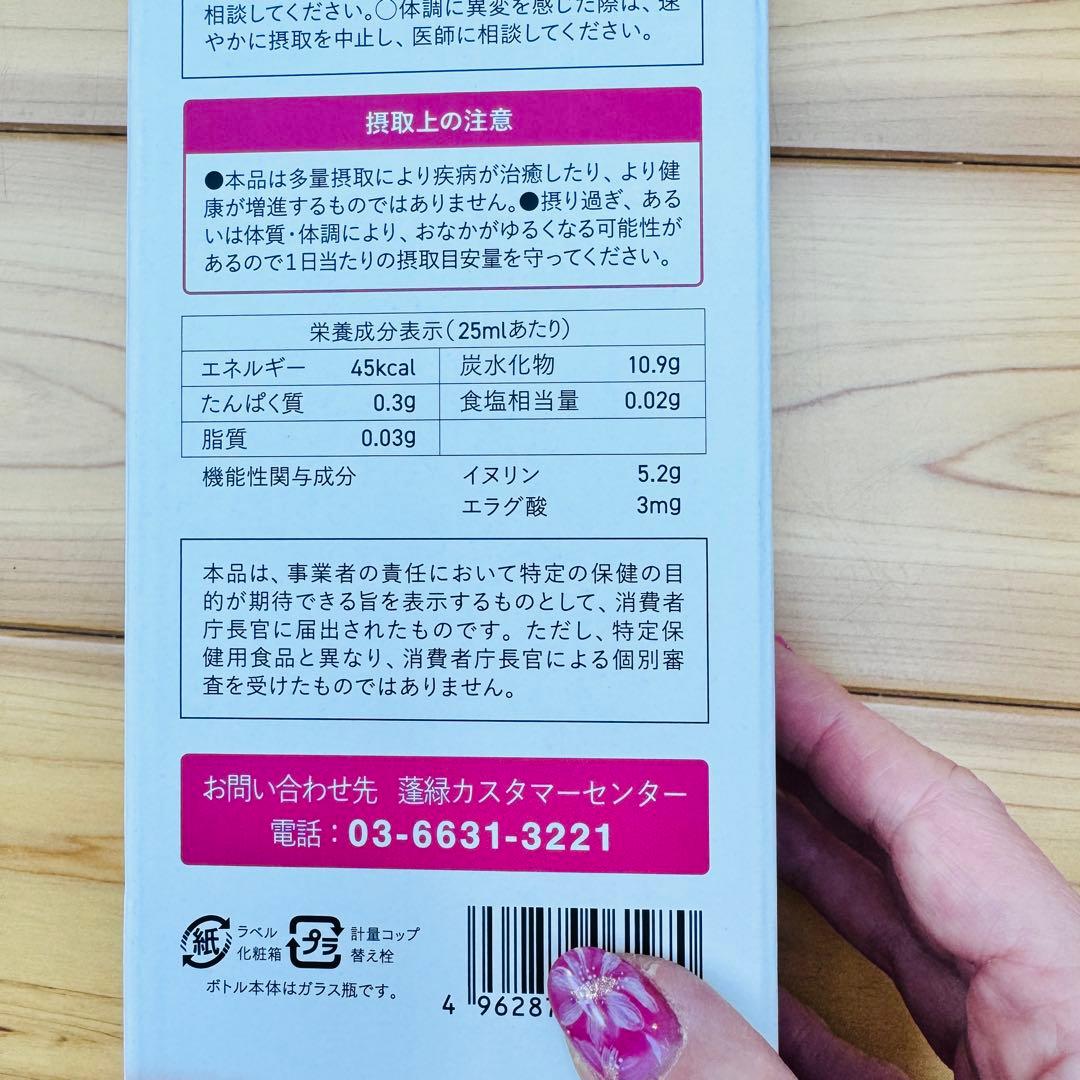 相談してください。○体調に異変を感じた際は、速
やかに摂取を中止し、医師に相談してください。
摂取上の注意
●本品は多量摂取により疾病が治癒したり、より健
康が増進するものではありません。●摂り過ぎ、ある
いは体質・体調により、おなかがゆるくなる可能性が
あるので1日当たりの摂取目安量を守ってください。
栄養成分表示(25mlあたり)
エネルギー 45kcal 炭水化物 10.9g
たんぱく質 0.3g 食塩相当量 0.02g
脂質 0.03g
機能性関与成分 イヌリン 5.2g
エラグ酸 3mg
本品は、事業者の責任において特定の保健の目
的が期待できる旨を表示するものとして、消費者
庁長官に届出されたものです。ただし、特定保
健用食品と異なり、消費者庁長官による個別審
査を受けたものではありません。
お問い合わせ先 蓬緑カスタマーセンター
電話：03-6631-3221
紙 ラベル 化粧箱 プラ 計量コップ 替え栓
ボトル本体はガラス瓶です。
4 96287